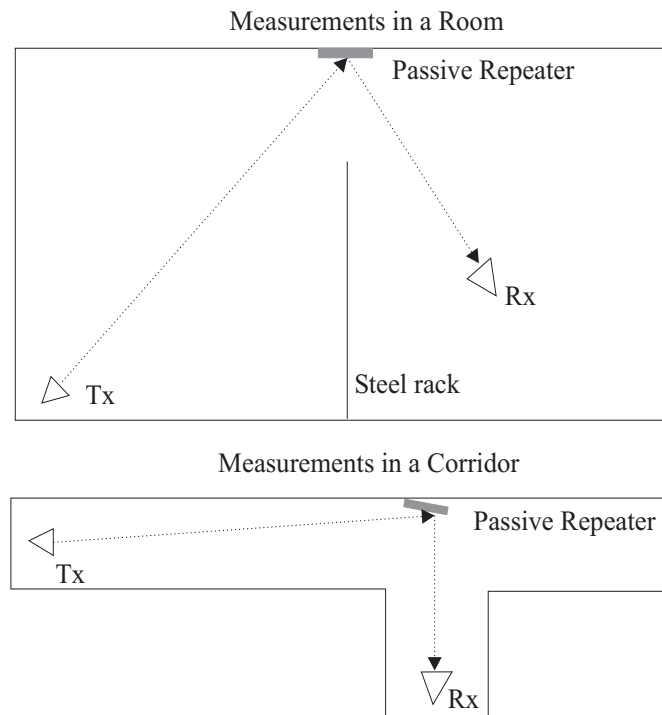 Measurements in a Room
Passive Repeater
Rx
Steel rack
Tx
Measurements in a Corridor
Passive Repeater
Tx
Rx